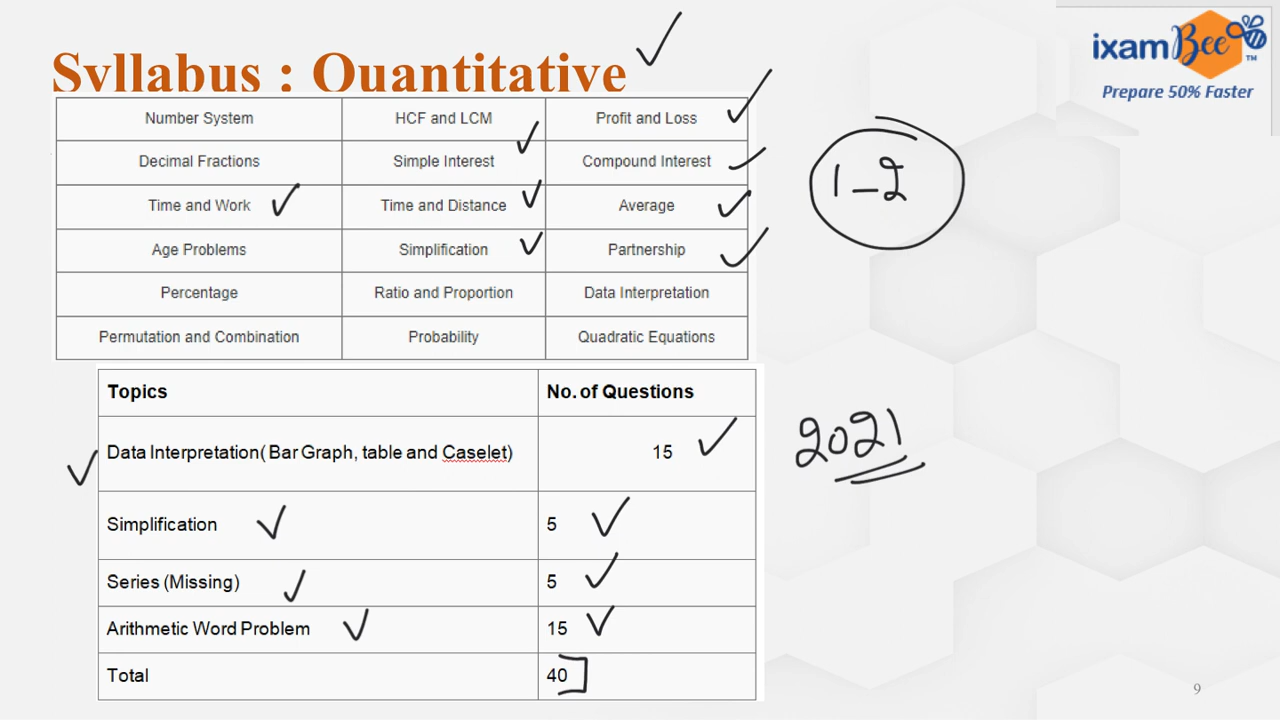 Syllabus : Quantitative
ixamBee TM
Prepare 50% Faster
Number System HCF and LCM Profit and Loss
Decimal Fractions Simple Interest Compound Interest
Time and Work Time and Distance Average
Age Problems Simplification Partnership
Percentage Ratio and Proportion Data Interpretation
Permutation and Combination Probability Quadratic Equations
1-2
Topics No. of Questions
Data Interpretation( Bar Graph, table and Caselet) 15
2021
Simplification 5
Series (Missing) 5
Arithmetic Word Problem 15
Total 40
9